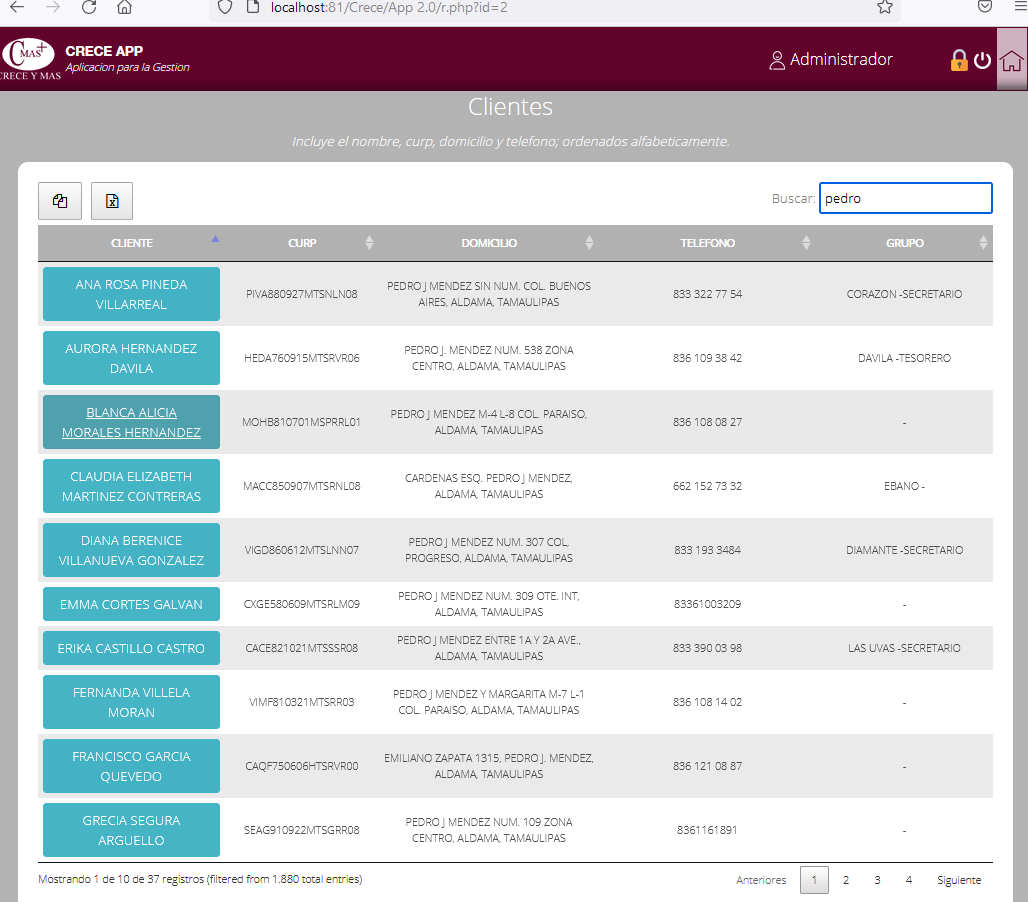 localhost:81/Crece/App 2.0/r.php?id=2
CMAS+
CRECE Y MAS
CRECE APP
Aplicacion para la Gestion
Administrador
Clientes
Incluye el nombre, curp, domicilio y telefono; ordenados alfabeticamente.
Buscar: pedro
CLIENTE CURP DOMICILIO TELEFONO GRUPO
ANA ROSA PINEDA
VILLARREAL
PIVA880927MTSNLN08
PEDRO J MENDEZ SIN NUM. COL. BUENOS
AIRES, ALDAMA, TAMAULIPAS
833 322 77 54
CORAZON -SECRETARIO
AURORA HERNANDEZ
DAVILA
HEDA760915MTSRVR06
PEDRO J. MENDEZ NUM. 538 ZONA
CENTRO, ALDAMA, TAMAULIPAS
836 109 38 42
DAVILA -TESORERO
BLANCA ALICIA
MORALES HERNANDEZ
MOHB810701MSPRRL01
PEDRO J MENDEZ M-4 L-8 COL. PARAISO,
ALDAMA, TAMAULIPAS
836 108 08 27
-
CLAUDIA ELIZABETH
MARTINEZ CONTRERAS
MACC850907MTSRNL08
CARDENAS ESQ. PEDRO J MENDEZ,
ALDAMA, TAMAULIPAS
662 152 73 32
EBANO -
DIANA BERENICE
VILLANUEVA GONZALEZ
VIGD860612MTSLNN07
PEDRO J MENDEZ NUM. 307 COL,
PROGRESO, ALDAMA, TAMAULIPAS
833 193 3484
DIAMANTE -SECRETARIO
EMMA CORTES GALVAN
CXGE580609MTSRLM09
PEDRO J MENDEZ NUM. 309 OTE. INT,
ALDAMA, TAMAULIPAS
83361003209
-
ERIKA CASTILLO CASTRO
CACE821021MTSSSR08
PEDRO J MENDEZ ENTRE 1A Y 2A AVE.,
ALDAMA, TAMAULIPAS
833 390 03 98
LAS UVAS -SECRETARIO
FERNANDA VILLELA
MORAN
VIMF810321MTSRR03
PEDRO J MENDEZ Y MARGARITA M-7 L-1
COL. PARAISO, ALDAMA, TAMAULIPAS
836 108 14 02
-
FRANCISCO GARCIA
QUEVEDO
CAQF750606HTSRVR00
EMILIANO ZAPATA 1315, PEDRO J. MENDEZ,
ALDAMA, TAMAULIPAS
836 121 08 87
-
GRECIA SEGURA
ARGUELLO
SEAG910922MTSGRR08
PEDRO J MENDEZ NUM. 109 ZONA
CENTRO, ALDAMA, TAMAULIPAS
8361161891
-
Mostrando 1 de 10 de 37 registros (filtered from 1.880 total entries)
Anteriores 1 2 3 4 Siguiente